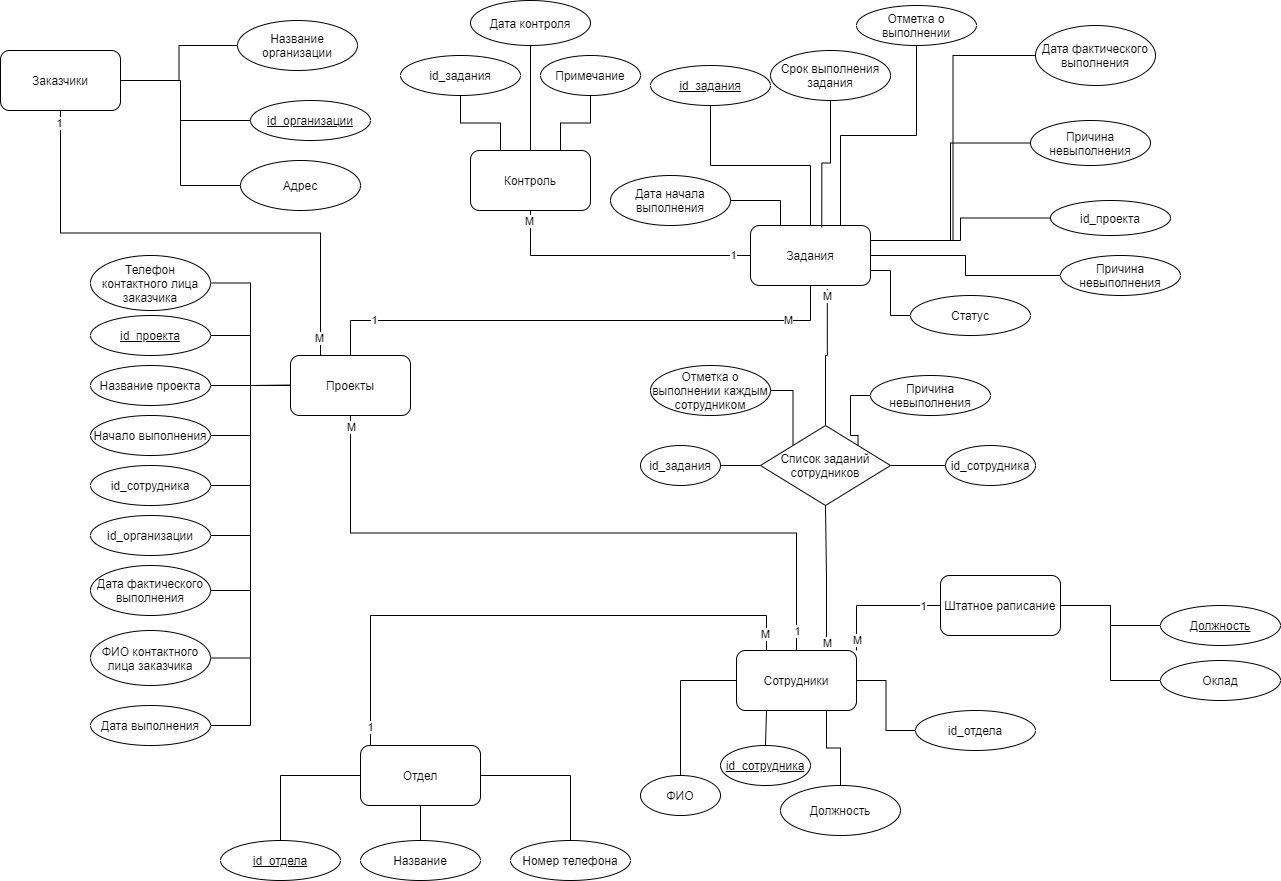 Заказчики
Название
организации
id_организации
Адрес
1
Дата контроля
id_задания
Примечание
Контроль
M
id_задания
Срок выполнения
задания
Отметка о
выполнении
Дата фактического
выполнения
Причина
невыполнения
Дата начала
выполнения
id_проекта
1
Задания
Причина
невыполнения
Статус
M
M
1
M
Телефон
контактного лица
заказчика
id_проекта
Название проекта
Начало выполнения
id_сотрудника
id_организации
Дата фактического
выполнения
ФИО контактного
лица заказчика
Дата выполнения
Проекты
M
Отметка о
выполнении каждым
сотрудником
Причина
невыполнения
id_задания
Список заданий
сотрудников
id_сотрудника
Штатное раписание
1
M
Должность
Оклад
M
1
M
Сотрудники
id_отдела
ФИО
id_сотрудника
Должность
1
Отдел
id_отдела
Название
Номер телефона